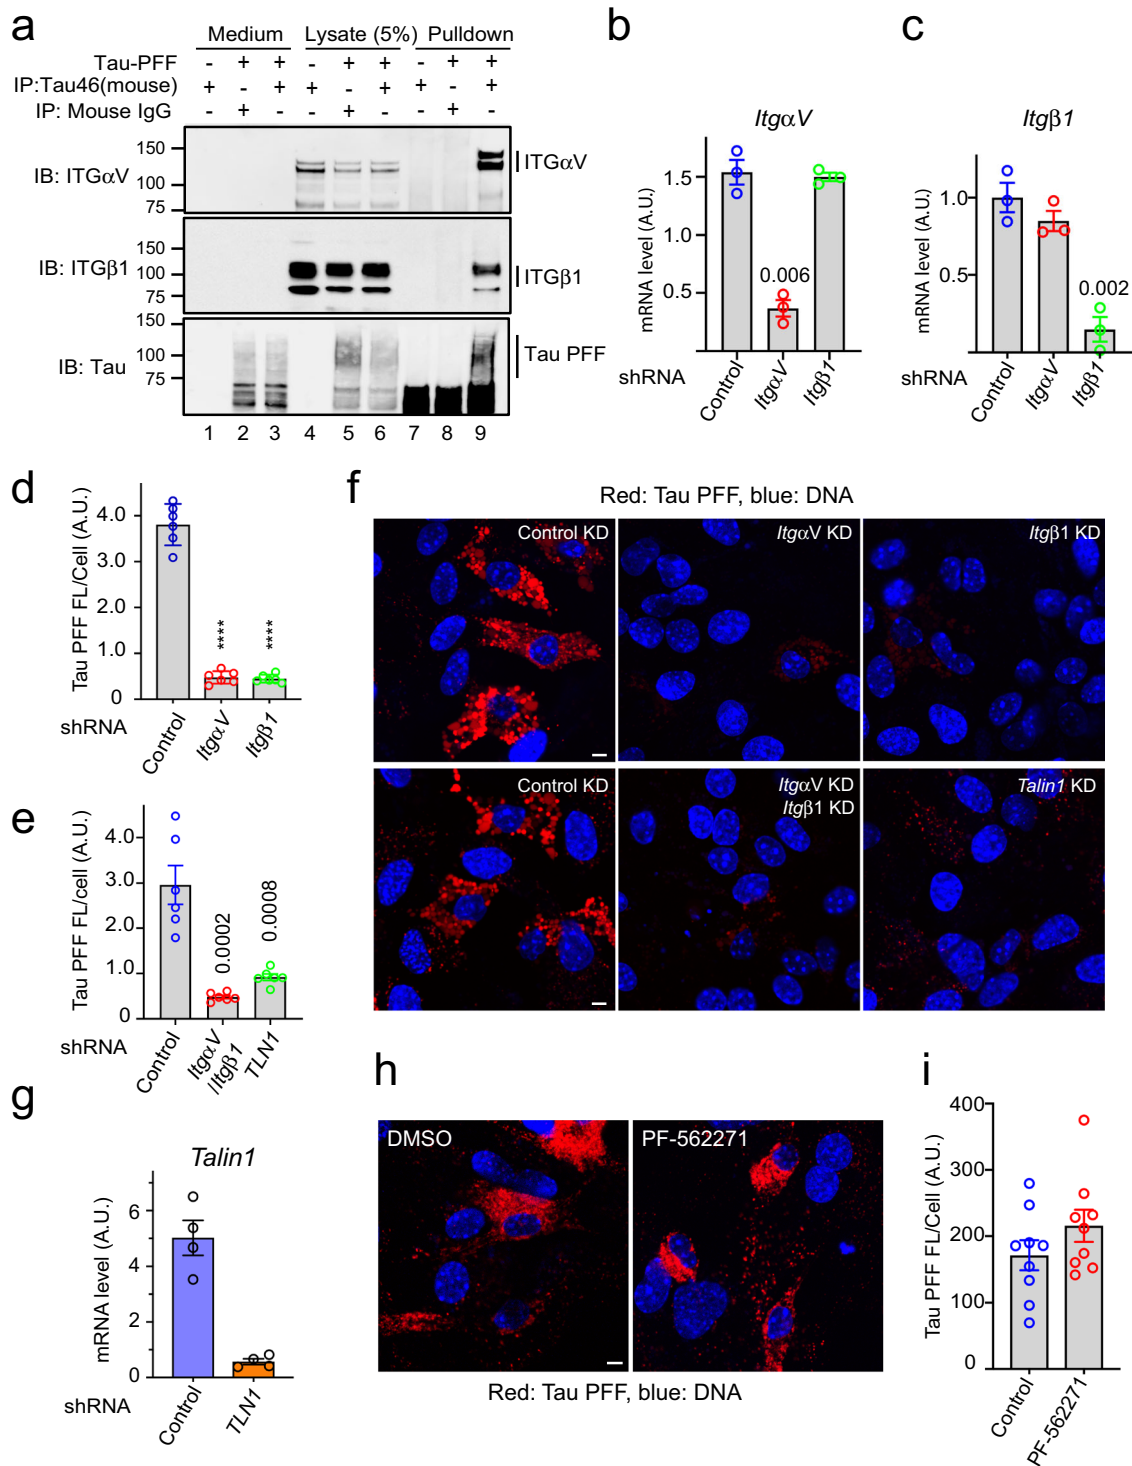 a
Medium Lysate (5%) Pulldown
Tau-PFF - + + - + + - + +
IP:Tau46(mouse) + - + + - + + - +
IP: Mouse IgG - + - - + - - + -
150
100
75
IB: ITGαV
ITGαV
150
100
75
IB: ITGβ1
ITGβ1
150
100
75
IB: Tau
Tau PFF
1 2 3 4 5 6 7 8 9
b
ItgαV
mRNA level (A.U.)
1.5
1.0
0.5
0.006
shRNA
Control
ItgαV
Itgβ1
c
Itgβ1
mRNA level (A.U.)
1.0
0.5
0.002
shRNA
Control
ItgαV
Itgβ1
d
Tau PFF FL/Cell (A.U.)
4.0
3.0
2.0
1.0
0
****
****
shRNA
Control
ItgαV
Itgβ1
e
Tau PFF FL/cell (A.U.)
4.0
3.0
2.0
1.0
0
0.0002
0.0008
shRNA
Control
ItgαV
/Itgβ1
TLN1
f
Red: Tau PFF, blue: DNA
Control KD
ItgαV KD
Itgβ1 KD
Control KD
ItgαV KD
Itgβ1 KD
Talin1 KD
g
Talin1
mRNA level (A.U.)
6
4
2
0
shRNA
Control
TLN1
h
DMSO
PF-562271
Red: Tau PFF, blue: DNA
i
Tau PFF FL/Cell (A.U.)
400
300
200
100
0
Control
PF-562271